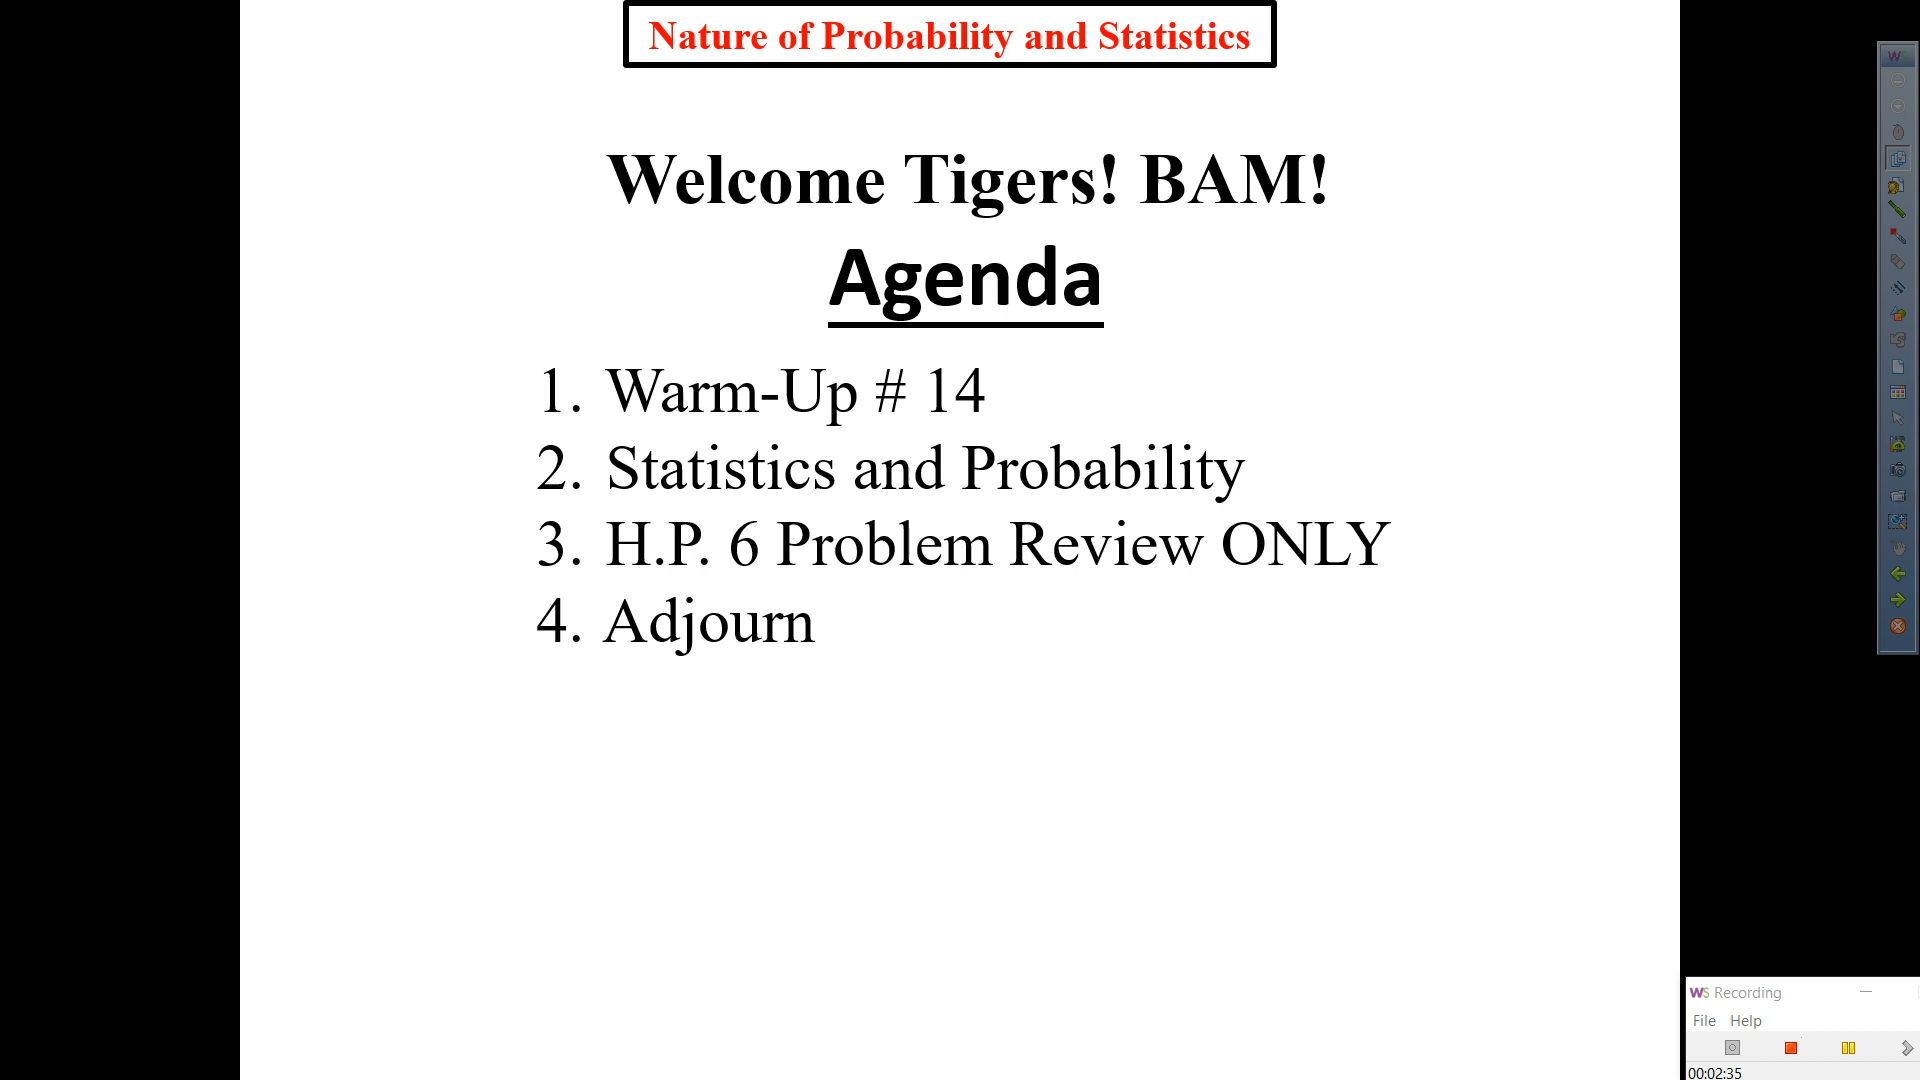 Nature of Probability and Statistics
Welcome Tigers! BAM!
Agenda
1. Warm-Up # 14
2. Statistics and Probability
3. H.P. 6 Problem Review ONLY
4. Adjourn
WS
WS Recording
File Help
00:02:35